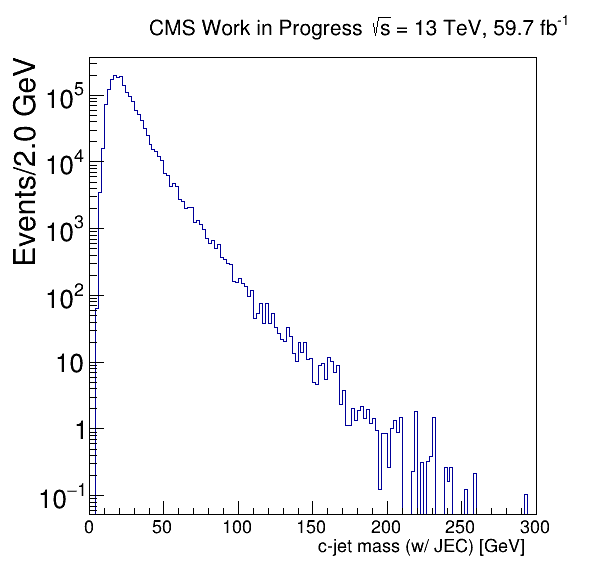 CMS Work in Progress √s = 13 TeV, 59.7 fb⁻¹
Events/2.0 GeV
10⁵
10⁴
10³
10²
10
1
10⁻¹
0 50 100 150 200 250 300
c-jet mass (w/ JEC) [GeV]